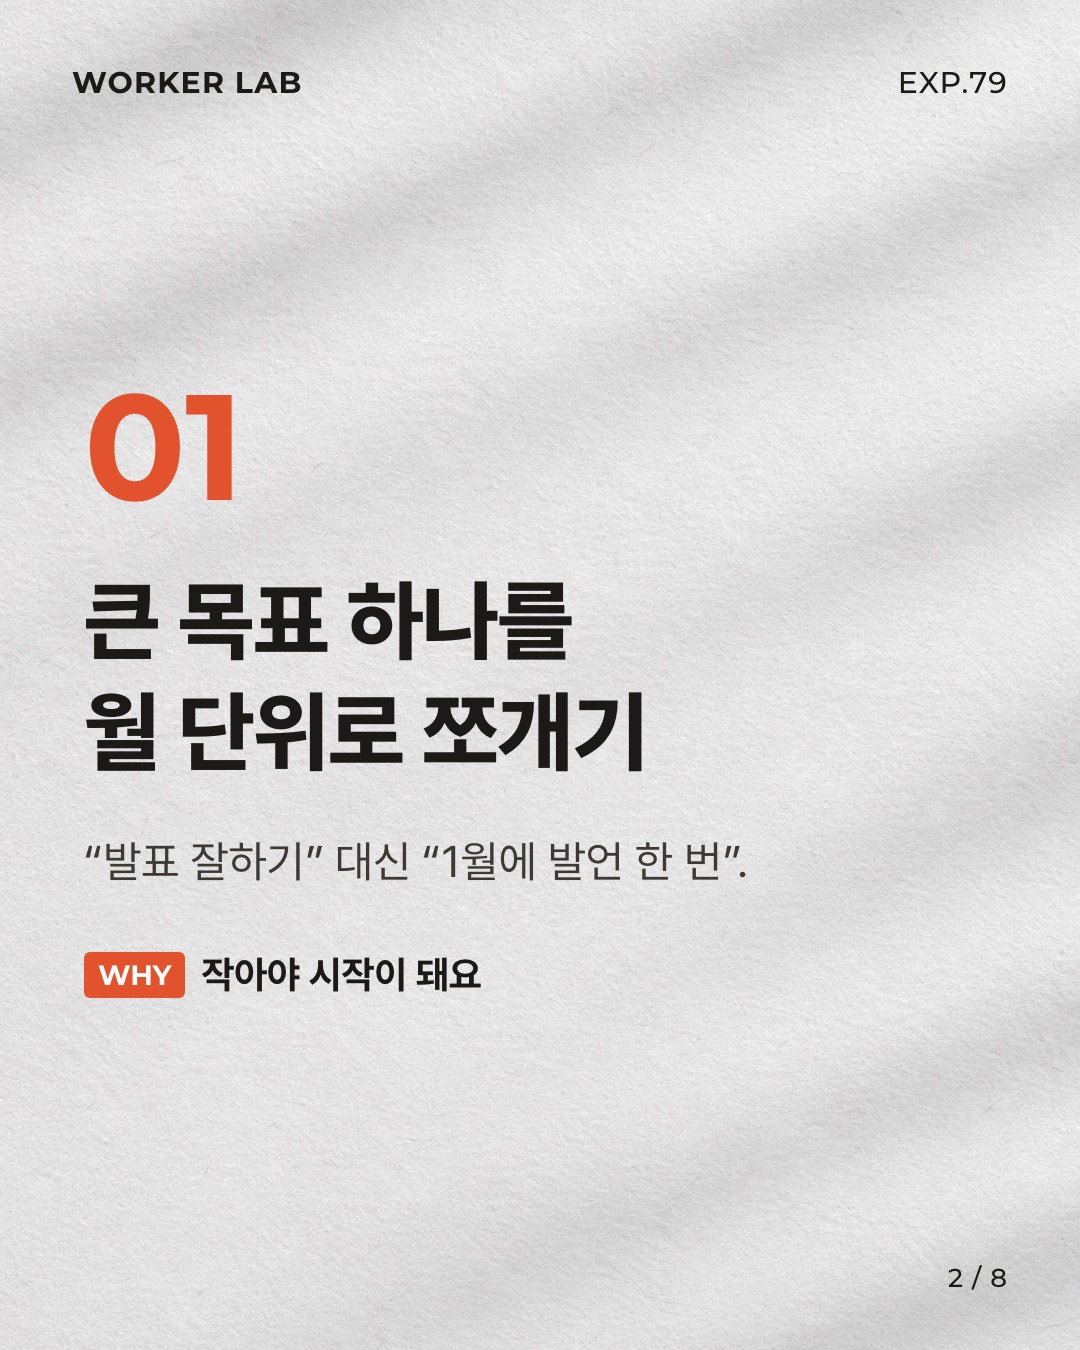 WORKER LAB
EXP.79
01
큰 목표 하나를
월 단위로 쪼개기
“발표 잘하기” 대신 “1월에 발언 한 번”.
WHY 작아야 시작이 돼요
2 / 8